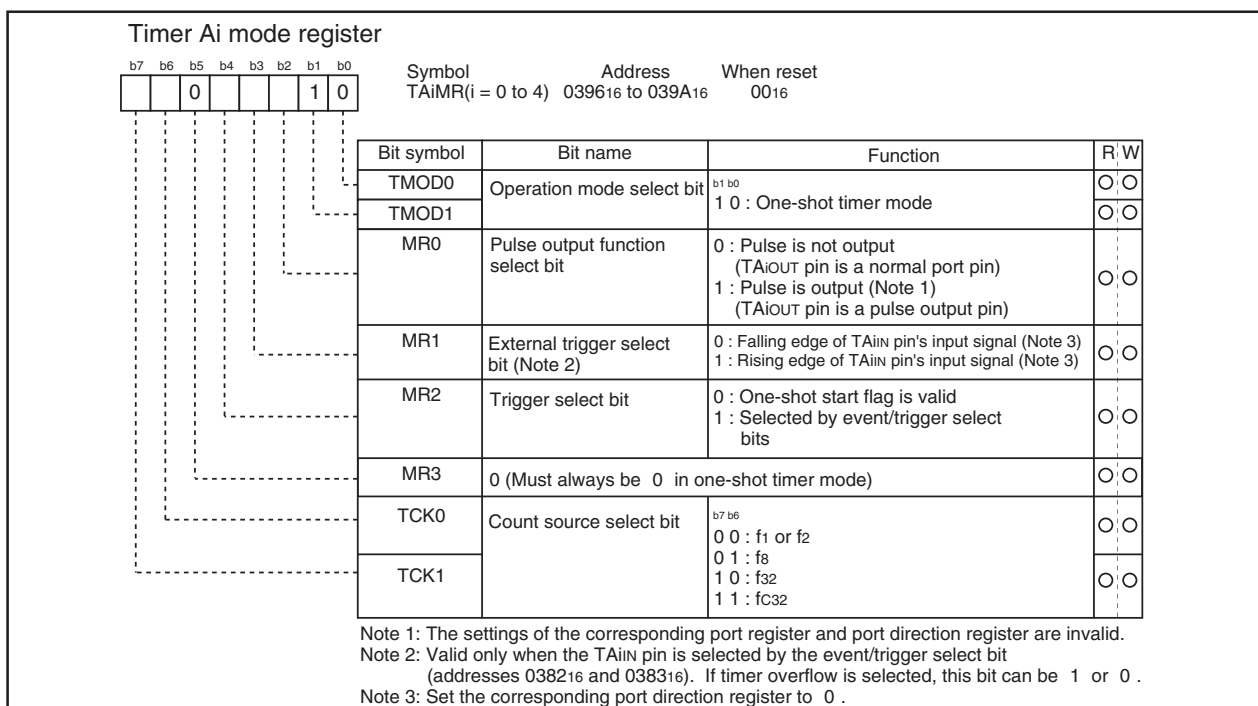 Timer Ai mode register
b7 b6 b5 b4 b3 b2 b1 b0
0 1 0
Symbol Address When reset
TAiMR(i = 0 to 4) 039616 to 039A16 0016
Bit symbol Bit name Function R W
TMOD0 Operation mode select bit b1 b0
1 0 : One-shot timer mode
TMOD1
MR0 Pulse output function
select bit
0 : Pulse is not output
(TAiOUT pin is a normal port pin)
1 : Pulse is output (Note 1)
(TAiOUT pin is a pulse output pin)
MR1 External trigger select
bit (Note 2)
0 : Falling edge of TAiIN pin's input signal (Note 3)
1 : Rising edge of TAiIN pin's input signal (Note 3)
MR2 Trigger select bit
0 : One-shot start flag is valid
1 : Selected by event/trigger select
bits
MR3 0 (Must always be 0 in one-shot timer mode)
TCK0 Count source select bit
b7 b6
0 0 : f1 or f2
0 1 : f8
1 0 : f32
1 1 : fC32
TCK1
Note 1: The settings of the corresponding port register and port direction register are invalid.
Note 2: Valid only when the TAiIN pin is selected by the event/trigger select bit
(addresses 038216 and 038316). If timer overflow is selected, this bit can be 1 or 0 .
Note 3: Set the corresponding port direction register to 0 .